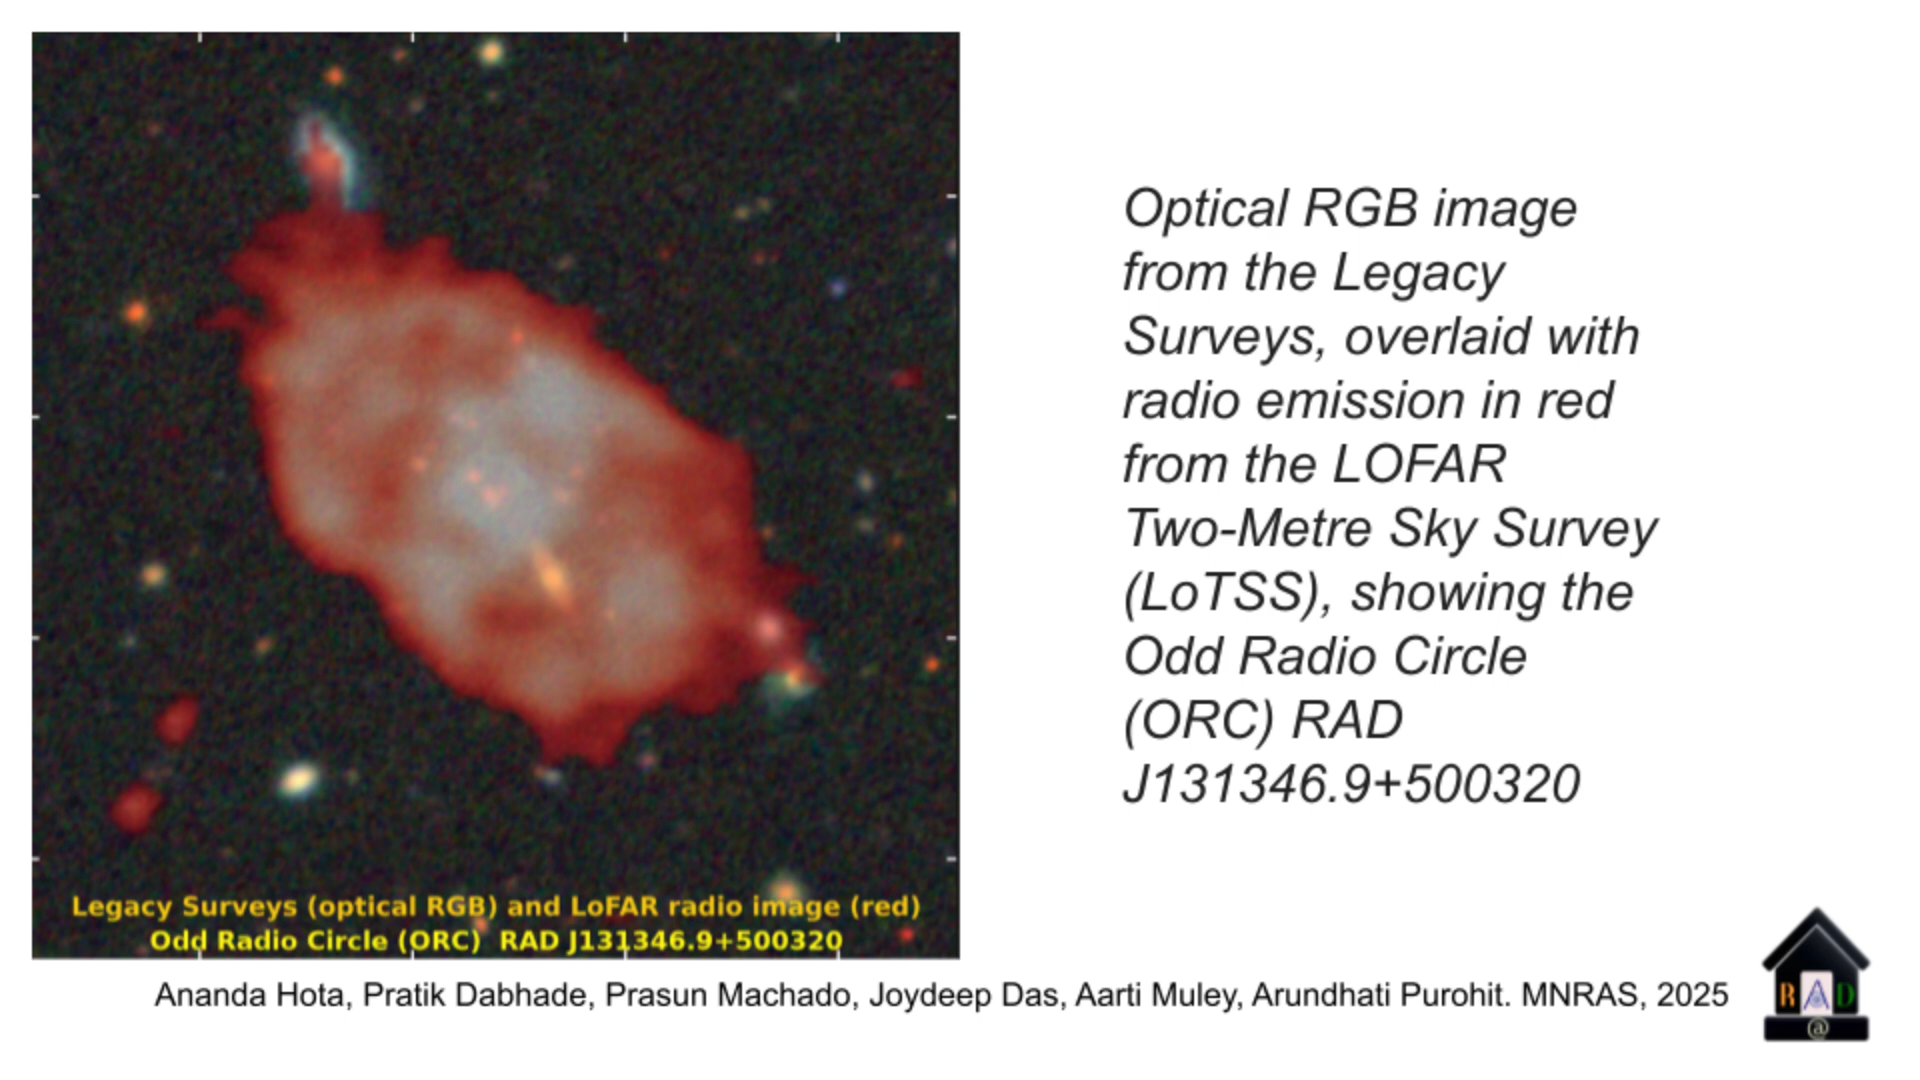 Optical RGB image
from the Legacy
Surveys, overlaid with
radio emission in red
from the LOFAR
Two-Metre Sky Survey
(LoTSS), showing the
Odd Radio Circle
(ORC) RAD
J131346.9+500320
Legacy Surveys (optical RGB) and LoFAR radio image (red)
Odd Radio Circle (ORC)  RAD J131346.9+500320
Ananda Hota, Pratik Dabhade, Prasun Machado, Joydeep Das, Aarti Muley, Arundhati Purohit. MNRAS, 2025
RAD
@